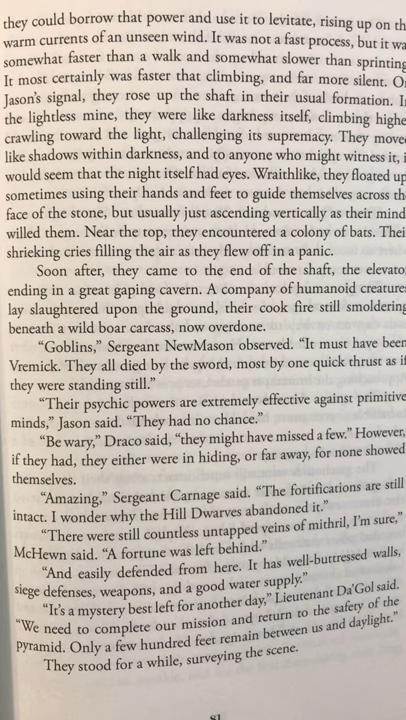 they could borrow that power and use it to levitate, rising up on th
warm currents of an unseen wind. It was not a fast process, but it wa
somewhat faster than a walk and somewhat slower than sprinting
It most certainly was faster that climbing, and far more silent. O
Jason's signal, they rose up the shaft in their usual formation. I
the lightless mine, they were like darkness itself, climbing highe
crawling toward the light, challenging its supremacy. They move
like shadows within darkness, and to anyone who might witness it, i
would seem that the night itself had eyes. Wraithlike, they floated up
sometimes using their hands and feet to guide themselves across th
face of the stone, but usually just ascending vertically as their mind
willed them. Near the top, they encountered a colony of bats. Thei
shrieking cries filling the air as they flew off in a panic.
Soon after, they came to the end of the shaft, the elevato
ending in a great gaping cavern. A company of humanoid creature
lay slaughtered upon the ground, their cook fire still smoldering
beneath a wild boar carcass, now overdone.
“Goblins,” Sergeant NewMason observed. “It must have been
Vremick. They all died by the sword, most by one quick thrust as if
they were standing still.”
“Their psychic powers are extremely effective against primitive
minds,” Jason said. “They had no chance.”
“Be wary,” Draco said, “they might have missed a few.” However,
if they had, they either were in hiding, or far away, for none showed
themselves.
“Amazing,” Sergeant Carnage said. “The fortifications are still
intact. I wonder why the Hill Dwarves abandoned it.”
“There were still countless untapped veins of mithril, I'm sure,”
McHewn said. “A fortune was left behind.”
“And easily defended from here. It has well-buttressed walls,
siege defenses, weapons, and a good water supply.”
“It's a mystery best left for another day,” Lieutenant Da'Gol said.
“We need to complete our mission and return to the safety of the
pyramid. Only a few hundred feet remain between us and daylight.”
They stood for a while, surveying the scene.
81